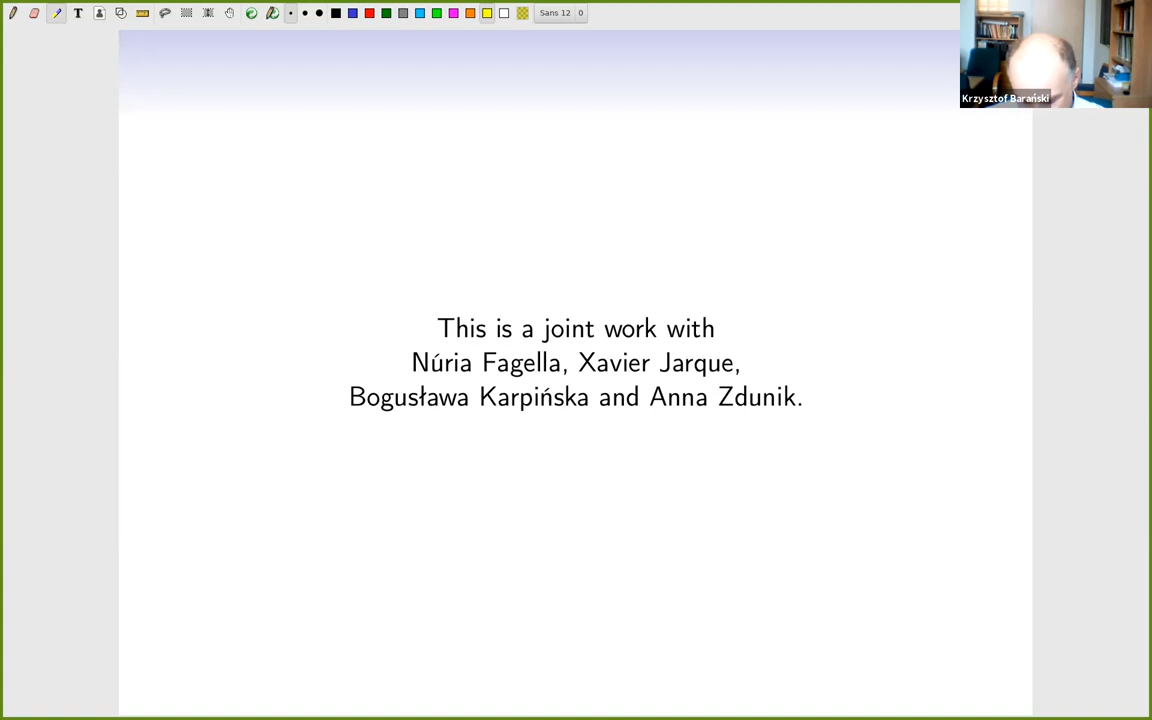 T
Sans 12
0
Krzysztof Barański
This is a joint work with
Núria Fagella, Xavier Jarque,
Bogusława Karpińska and Anna Zdunik.